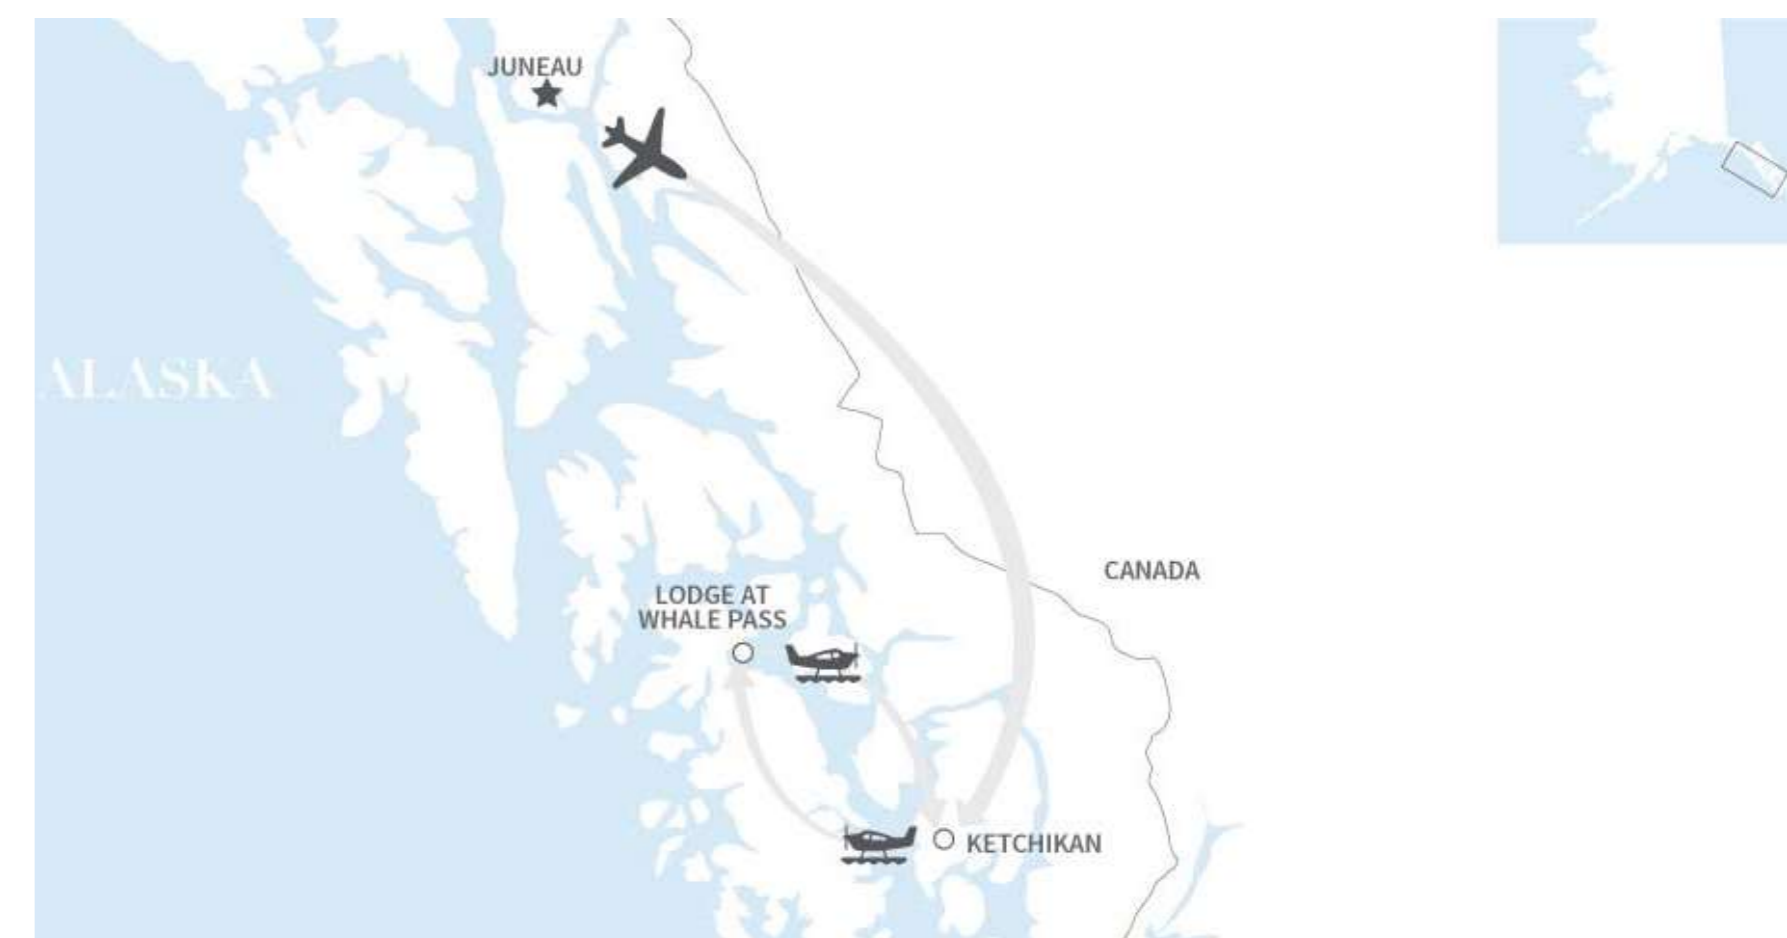 JUNEAU
ALASKA
CANADA
LODGE AT
WHALE PASS
KETCHIKAN